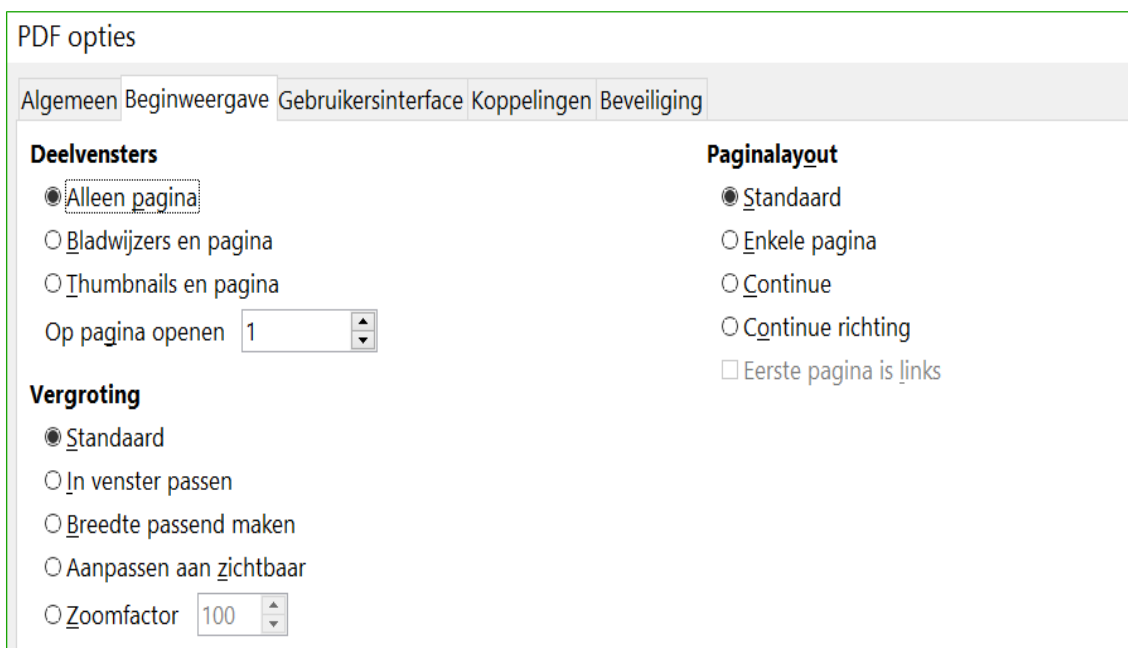 PDF opties
Algemeen Beginweergave Gebruikersinterface Koppelingen Beveiliging
Deelvensters
Alleen pagina
Bladwijzers en pagina
Thumbnails en pagina
Op pagina openen 1
Vergroting
Standaard
In venster passen
Breedte passend maken
Aanpassen aan zichtbaar
Zoomfactor 100
Paginalayout
Standaard
Enkele pagina
Continue
Continue richting
Eerste pagina is links